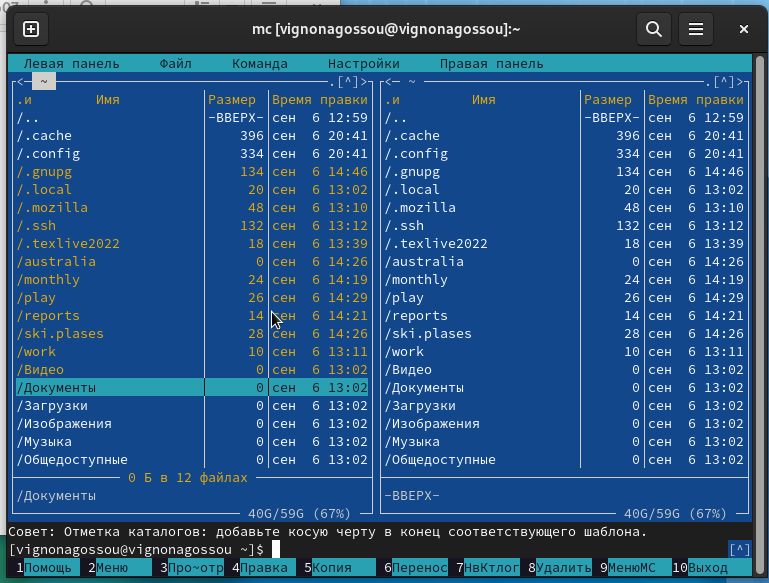 mc [vignonagossou@vignonagossou]:~
Левая панель Файл Команда Настройки Правая панель
<─ ~ .[^]> <─ ~ .[^]>
.и Имя Размер Время правки .и Имя Размер Время правки
/.. -ВВЕРХ- сен 6 12:59 /.. -ВВЕРХ- сен 6 12:59
/.cache 396 сен 6 20:41 /.cache 396 сен 6 20:41
/.config 334 сен 6 20:41 /.config 334 сен 6 20:41
/.gnupg 134 сен 6 14:46 /.gnupg 134 сен 6 14:46
/.local 20 сен 6 13:02 /.local 20 сен 6 13:02
/.mozilla 48 сен 6 13:10 /.mozilla 48 сен 6 13:10
/.ssh 132 сен 6 13:12 /.ssh 132 сен 6 13:12
/.texlive2022 18 сен 6 13:39 /.texlive2022 18 сен 6 13:39
/australia 0 сен 6 14:26 /australia 0 сен 6 14:26
/monthly 24 сен 6 14:19 /monthly 24 сен 6 14:19
/play 26 сен 6 14:29 /play 26 сен 6 14:29
/reports 14 сен 6 14:21 /reports 14 сен 6 14:21
/ski.plases 28 сен 6 14:26 /ski.plases 28 сен 6 14:26
/work 10 сен 6 13:11 /work 10 сен 6 13:11
/Видео 0 сен 6 13:02 /Видео 0 сен 6 13:02
/Документы 0 сен 6 13:02 /Документы 0 сен 6 13:02
/Загрузки 0 сен 6 13:02 /Загрузки 0 сен 6 13:02
/Изображения 0 сен 6 13:02 /Изображения 0 сен 6 13:02
/Музыка 0 сен 6 13:02 /Музыка 0 сен 6 13:02
/Общедоступные 0 сен 6 13:02 /Общедоступные 0 сен 6 13:02
0 Б в 12 файлах
/Документы -ВВЕРХ-
40G/59G (67%) 40G/59G (67%)
Совет: Отметка каталогов: добавьте косую черту в конец соответствующего шаблона.
[vignonagossou@vignonagossou ~]$ [^]
1Помощь 2Меню 3Про~отр 4Правка 5Копия 6Перенос 7НвКтлог 8Удалить 9МенюМС 10Выход